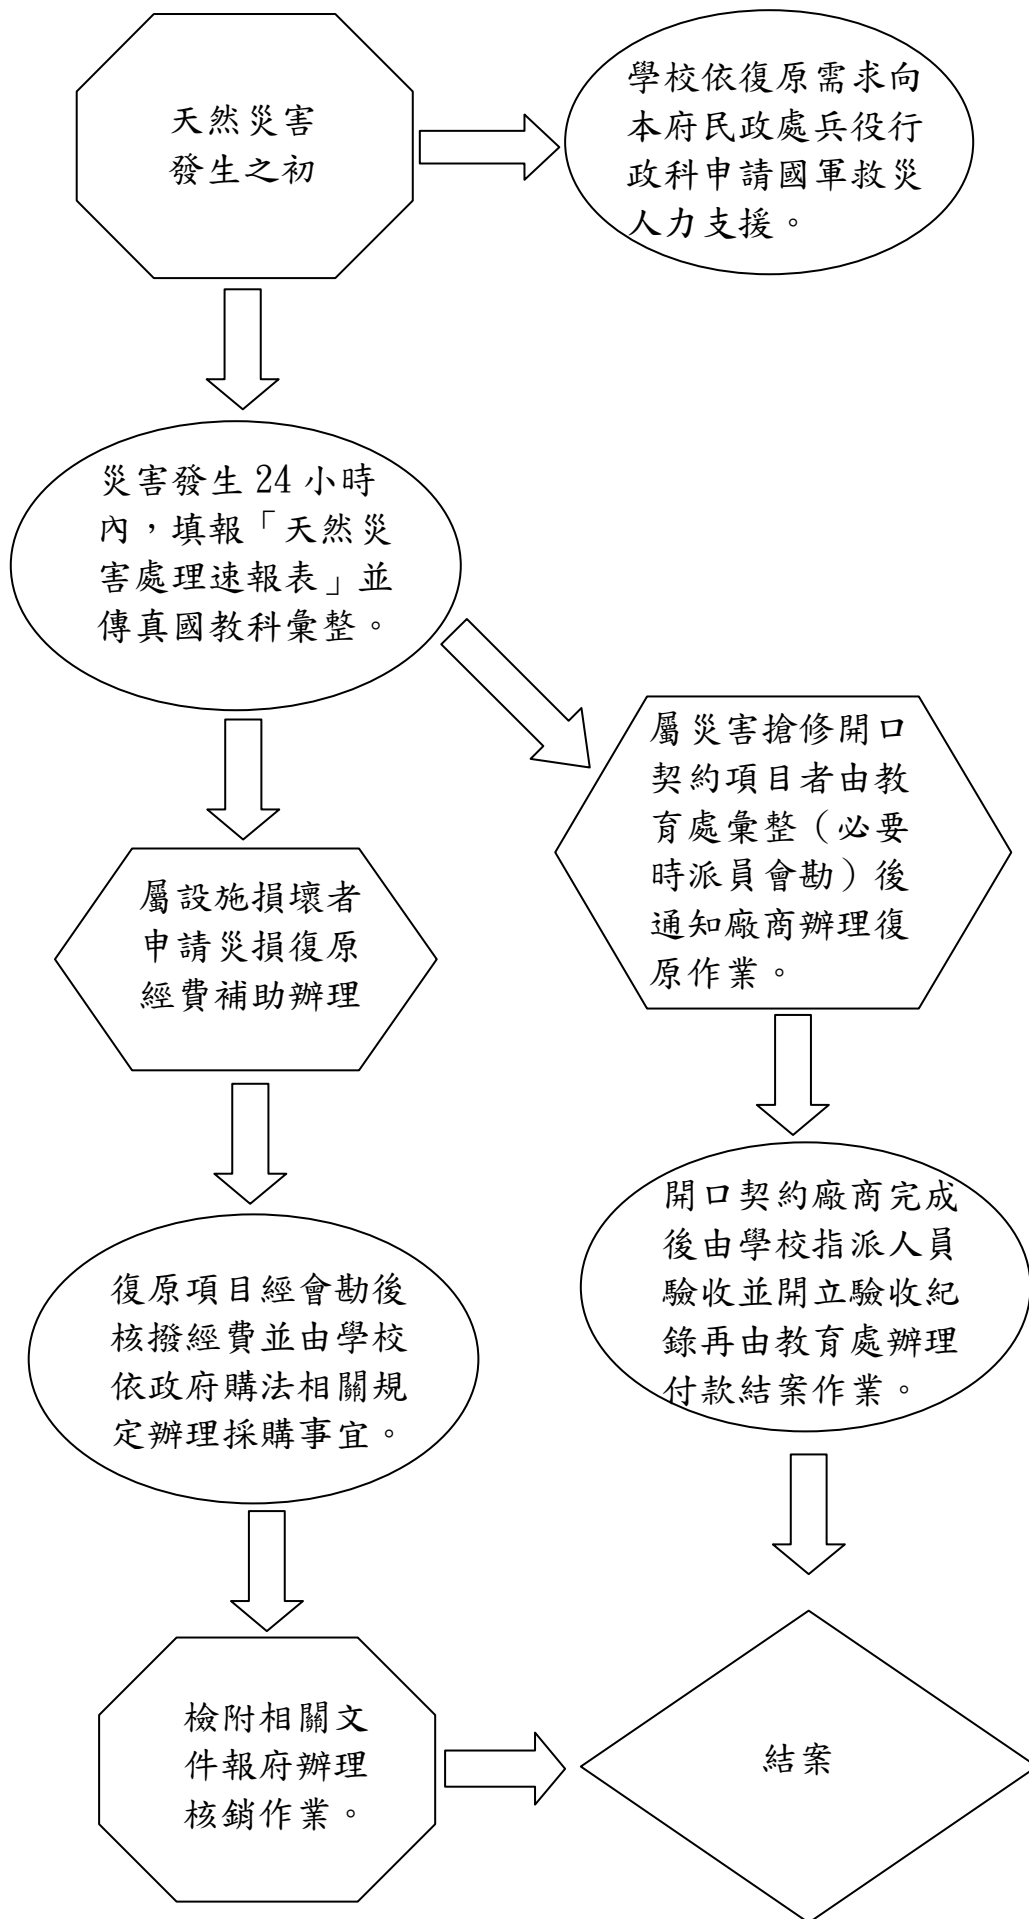 天然災害
發生之初
學校依復原需求向
本府民政處兵役行
政科申請國軍救災
人力支援。
災害發生 24 小時
內，填報「天然災
害處理速報表」並
傳真國教科彙整。
屬災害搶修開口
契約項目者由教
育處彙整（必要
時派員會勘）後
通知廠商辦理復
原作業。
屬設施損壞者
申請災損復原
經費補助辦理
開口契約廠商完成
後由學校指派人員
驗收並開立驗收紀
錄再由教育處辦理
付款結案作業。
復原項目經會勘後
核撥經費並由學校
依政府購法相關規
定辦理採購事宜。
檢附相關文
件報府辦理
核銷作業。
結案